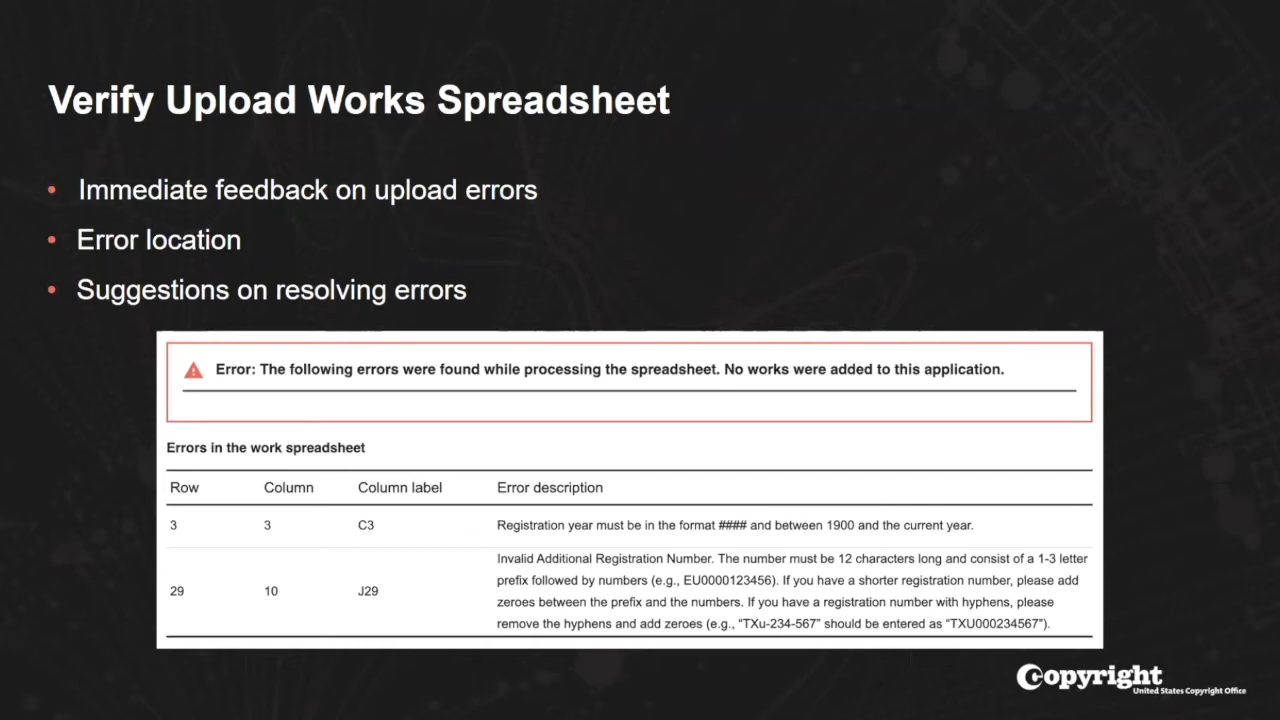 Verify Upload Works Spreadsheet
• Immediate feedback on upload errors
• Error location
• Suggestions on resolving errors
Error: The following errors were found while processing the spreadsheet. No works were added to this application.
Errors in the work spreadsheet
Row Column Column label Error description
3 3 C3 Registration year must be in the format #### and between 1900 and the current year.
29 10 J29 Invalid Additional Registration Number. The number must be 12 characters long and consist of a 1-3 letter
prefix followed by numbers (e.g., EU0000123456). If you have a shorter registration number, please add
zeroes between the prefix and the numbers. If you have a registration number with hyphens, please
remove the hyphens and add zeroes (e.g., “TXu-234-567” should be entered as “TXU000234567”).
Copyright
United States Copyright Office